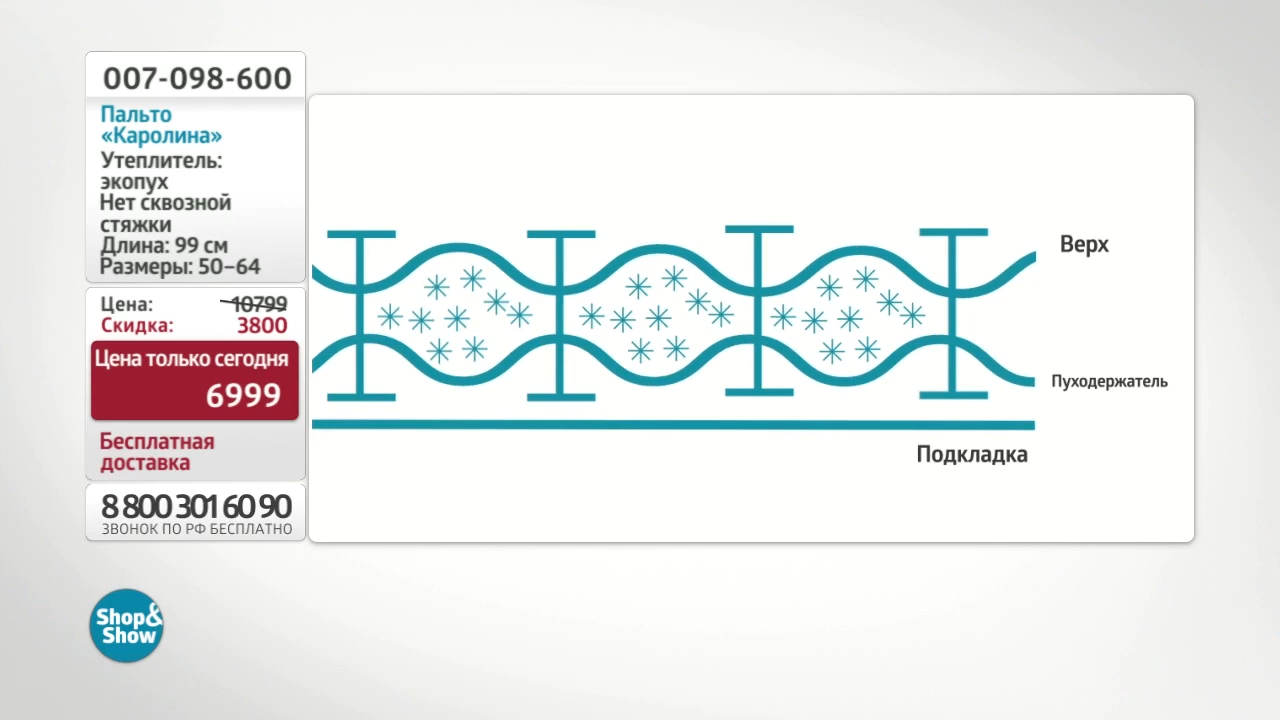 007-098-600
Пальто
«Каролина»
Утеплитель:
экопух
Нет сквозной
стяжки
Длина: 99 см
Размеры: 50–64
Цена: 10799
Скидка: 3800
Цена только сегодня
6999
Бесплатная
доставка
8 800 301 60 90
ЗВОНОК ПО РФ БЕСПЛАТНО
Верх
Пуходержатель
Подкладка
Shop&
Show